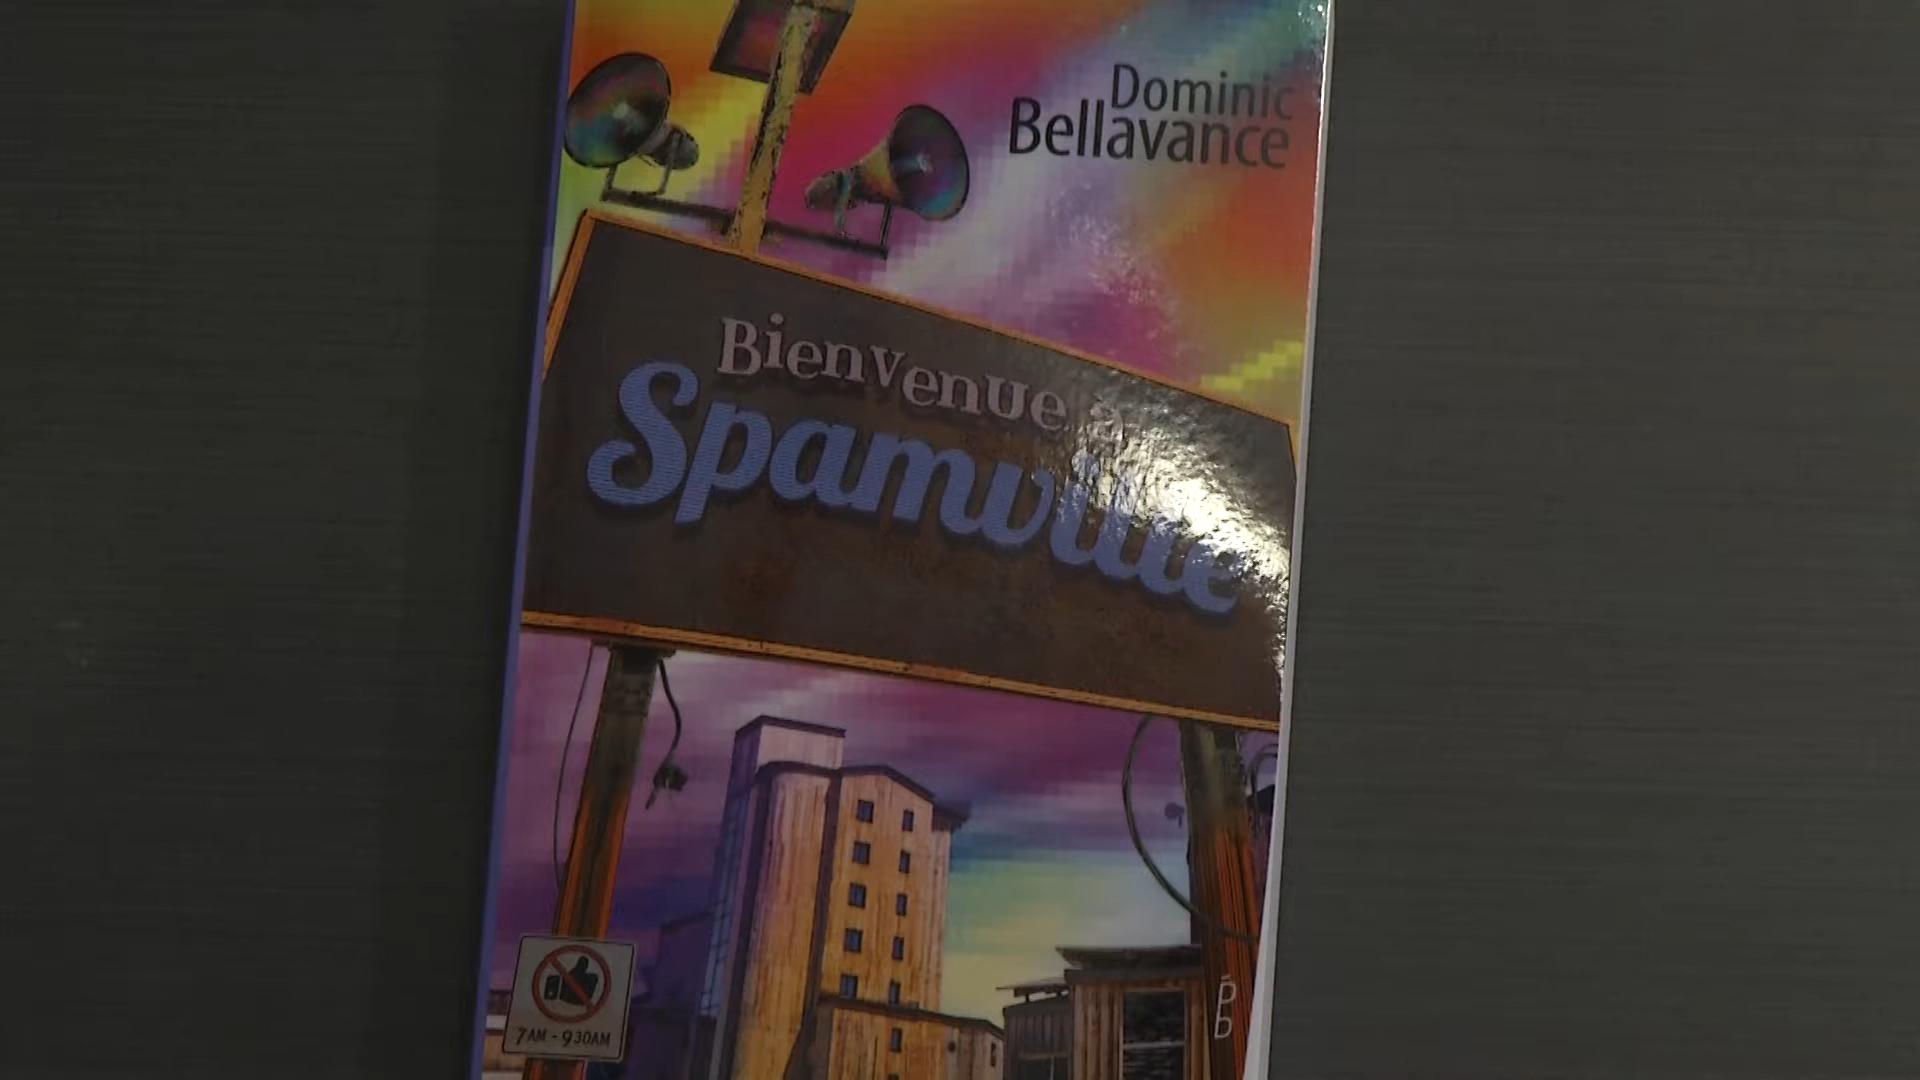 Dominic
Bellavance
Bienvenue à
Spamville
7AM - 930AM
P
D